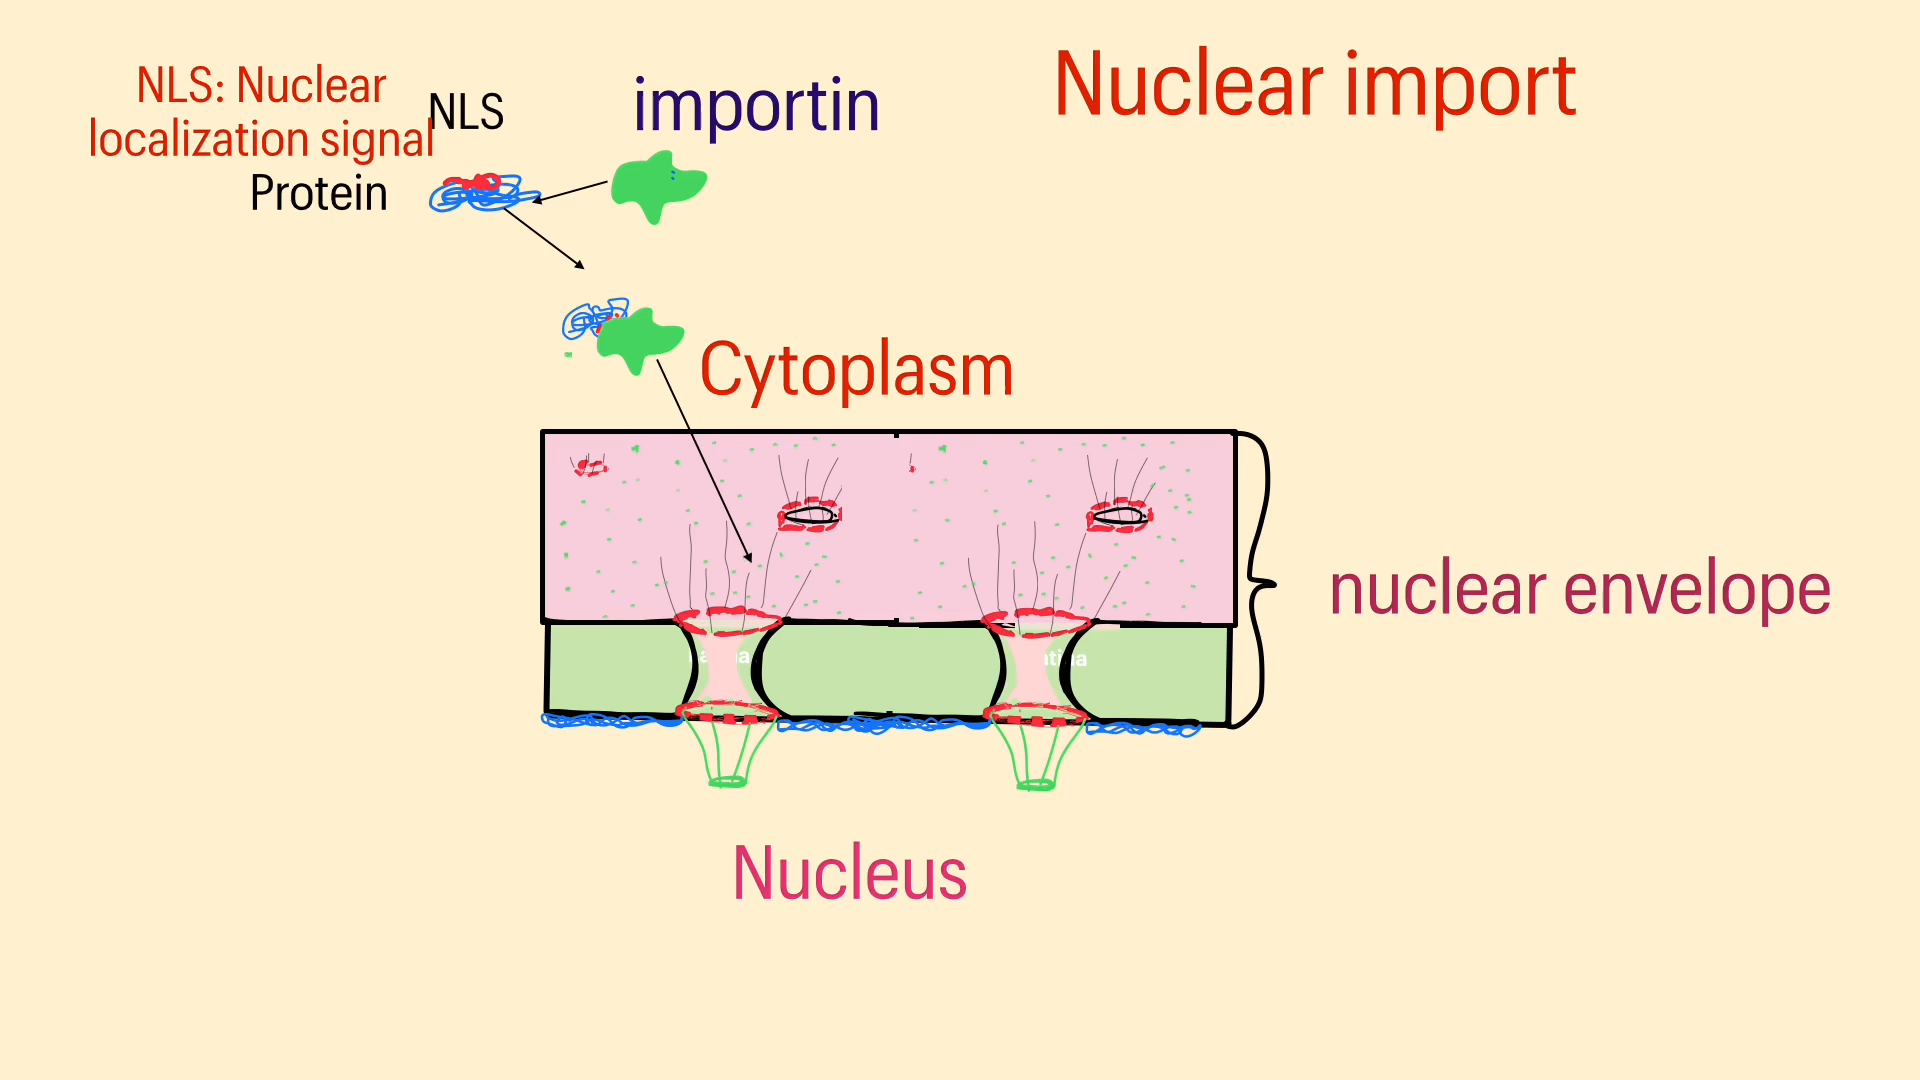 Nuclear import
NLS: Nuclear
localization signal
NLS
importin
Protein
Cytoplasm
nuclear envelope
Nucleus